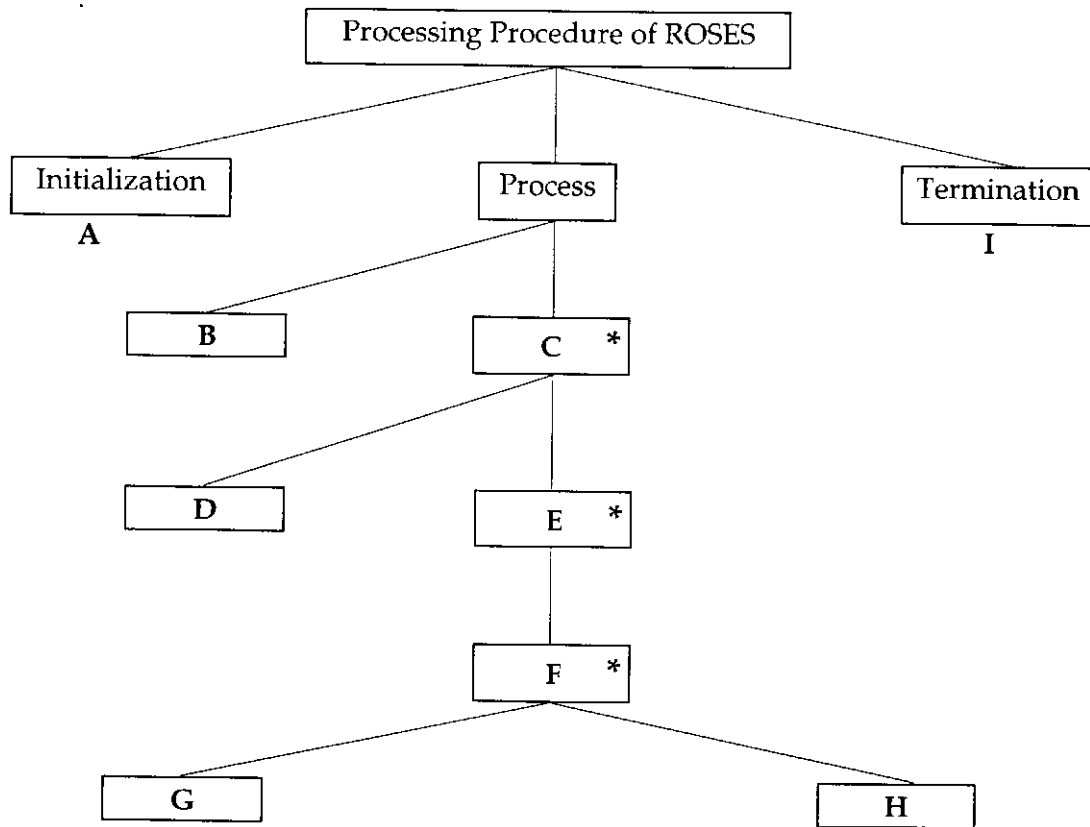 Processing Procedure of ROSES
Initialization
Process
Termination
A
I
B
C *
D
E *
F *
G
H